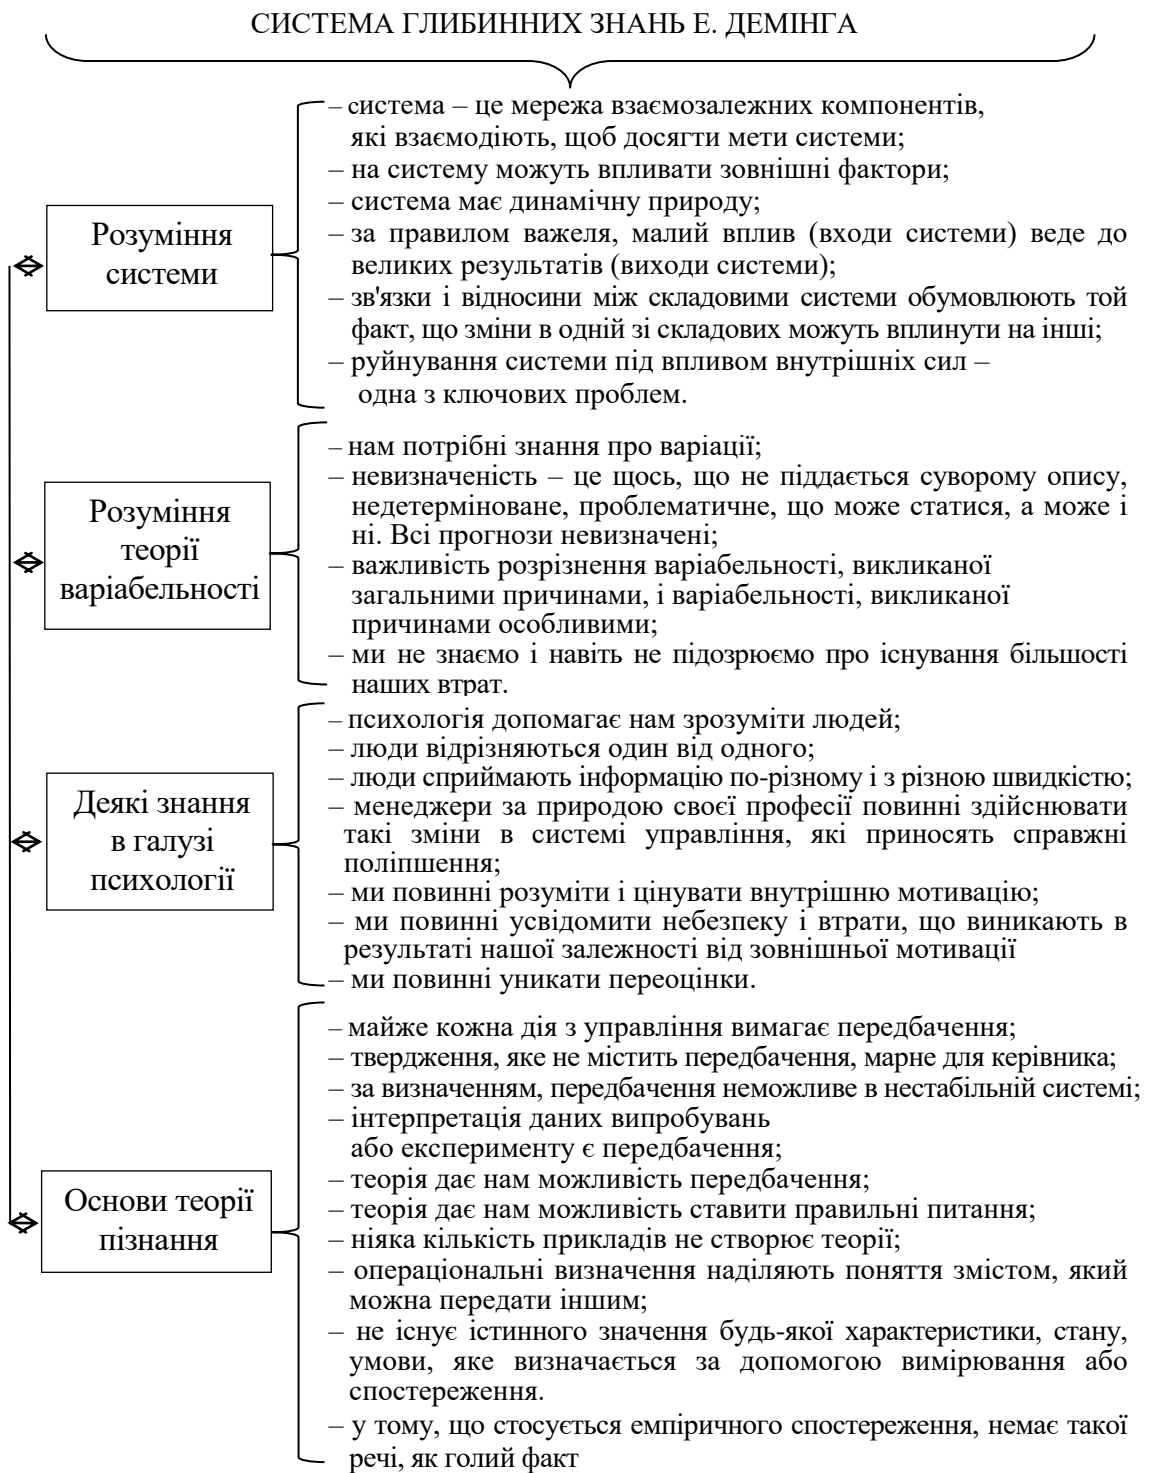 СИСТЕМА ГЛИБИННИХ ЗНАНЬ Е. ДЕМІНГА
Розуміння
системи
– система – це мережа взаємозалежних компонентів,
які взаємодіють, щоб досягти мети системи;
– на систему можуть впливати зовнішні фактори;
– система має динамічну природу;
– за правилом важеля, малий вплив (входи системи) веде до
великих результатів (виходи системи);
– зв'язки і відносини між складовими системи обумовлюють той
факт, що зміни в одній зі складових можуть вплинути на інші;
– руйнування системи під впливом внутрішніх сил –
одна з ключових проблем.
Розуміння
теорії
варіабельності
– нам потрібні знання про варіації;
– невизначеність – це щось, що не піддається суворому опису,
недетерміноване, проблематичне, що може статися, а може і
ні. Всі прогнози невизначені;
– важливість розрізнення варіабельності, викликаної
загальними причинами, і варіабельності, викликаної
причинами особливими;
– ми не знаємо і навіть не підозрюємо про існування більшості
наших втрат.
Деякі знання
в галузі
психології
– психологія допомагає нам зрозуміти людей;
– люди відрізняються один від одного;
– люди сприймають інформацію по-різному і з різною швидкістю;
– менеджери за природою своєї професії повинні здійснювати
такі зміни в системі управління, які приносять справжні
поліпшення;
– ми повинні розуміти і цінувати внутрішню мотивацію;
– ми повинні усвідомити небезпеку і втрати, що виникають в
результаті нашої залежності від зовнішньої мотивації
– ми повинні уникати переоцінки.
Основи теорії
пізнання
– майже кожна дія з управління вимагає передбачення;
– твердження, яке не містить передбачення, марне для керівника;
– за визначенням, передбачення неможливе в нестабільній системі;
– інтерпретація даних випробувань
або експерименту є передбачення;
– теорія дає нам можливість передбачення;
– теорія дає нам можливість ставити правильні питання;
– ніяка кількість прикладів не створює теорії;
– операціональні визначення наділяють поняття змістом, який
можна передати іншим;
– не існує істинного значення будь-якої характеристики, стану,
умови, яке визначається за допомогою вимірювання або
спостереження.
– у тому, що стосується емпіричного спостереження, немає такої
речі, як голий факт